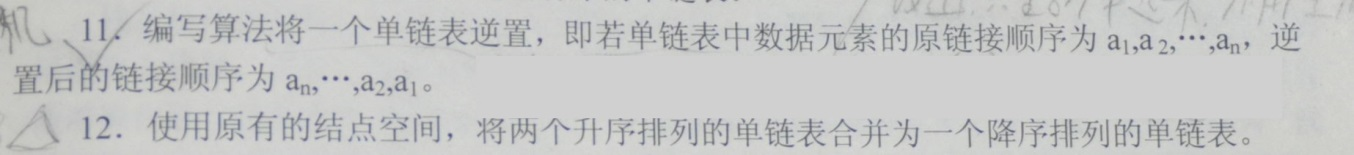 机 11. 编写算法将一个单链表逆置，即若单链表中数据元素的原链接顺序为 a₁,a₂,…,aₙ，逆
置后的链接顺序为 aₙ,…,a₂,a₁。
12. 使用原有的结点空间，将两个升序排列的单链表合并为一个降序排列的单链表。